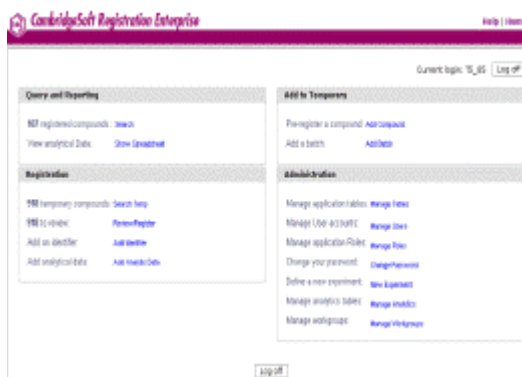 CambridgeSoft Registration Enterprise
Help | Home
Current login: T5_85 Log off
Query and Reporting
registered compounds: Search
View analytical Data: Show Spreadsheet
Registration
temporary compounds: Search Temp
to review: Review/Register
Add an identifier: Add Identifier
Add analytical data: Add Analytic Data
Add to Temporary
Pre-register a compound: Add Compound
Add a batch: Add Batch
Administration
Manage application tables: Manage Tables
Manage User accounts: Manage Users
Manage application Roles: Manage Roles
Change your password: Change Password
Define a new experiment: New Experiment
Manage analytics tables: Manage Analytics
Manage workgroups: Manage Workgroups
Log off